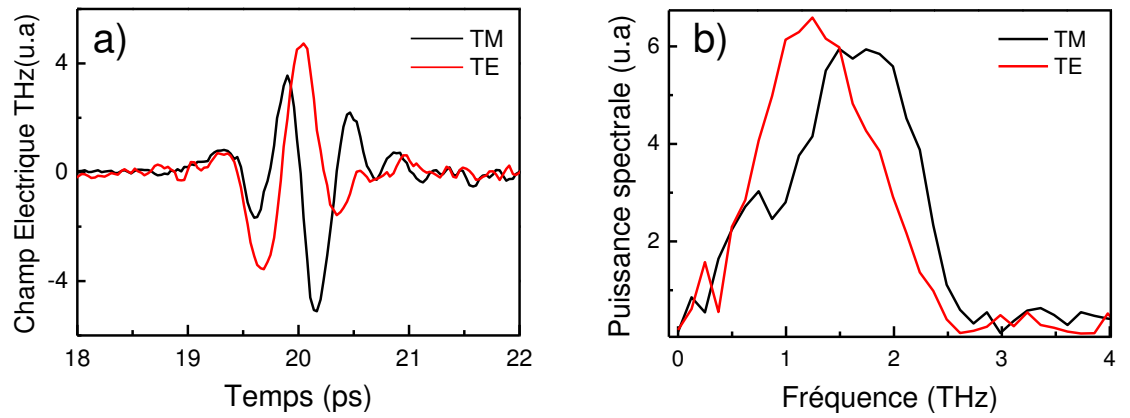 a)
TM
TE
Champ Electrique THz(u.a)
4
0
-4
18
19
20
21
22
Temps (ps)
b)
TM
TE
Puissance spectrale (u.a)
6
4
2
0
1
2
3
4
Fréquence (THz)